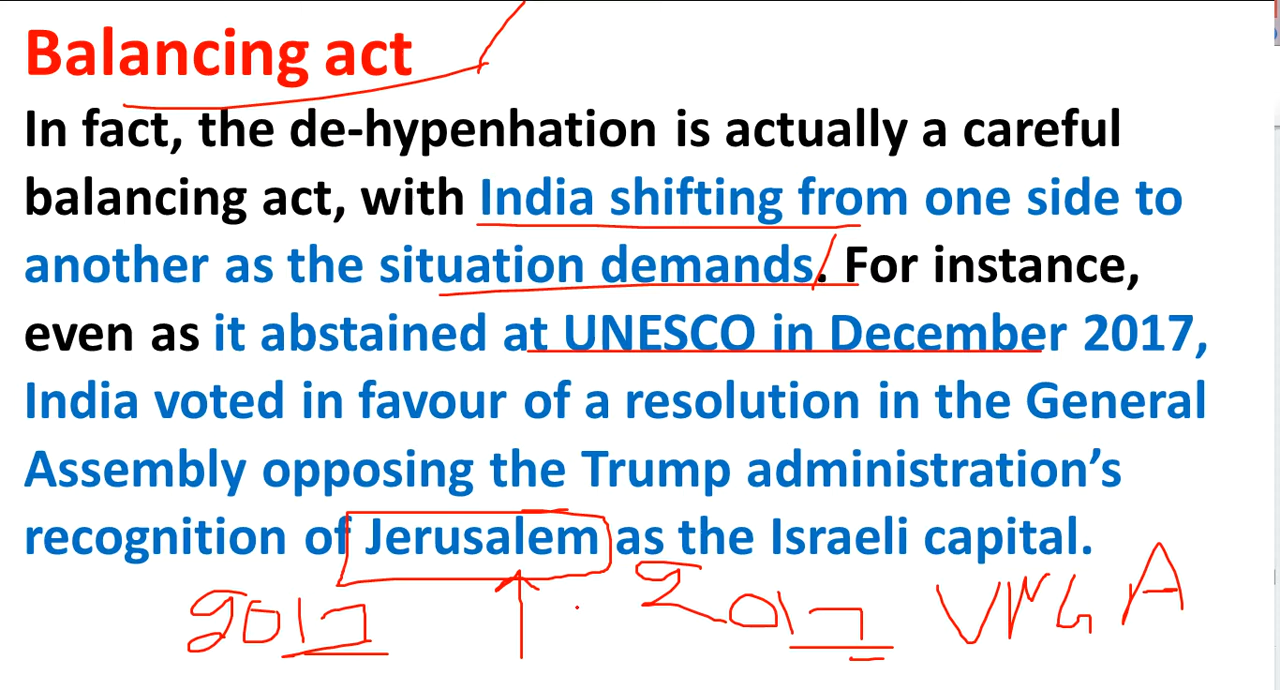 Balancing act
In fact, the de-hypenhation is actually a careful
balancing act, with India shifting from one side to
another as the situation demands. For instance,
even as it abstained at UNESCO in December 2017,
India voted in favour of a resolution in the General
Assembly opposing the Trump administration’s
recognition of Jerusalem as the Israeli capital.
2017 2017 UNGA